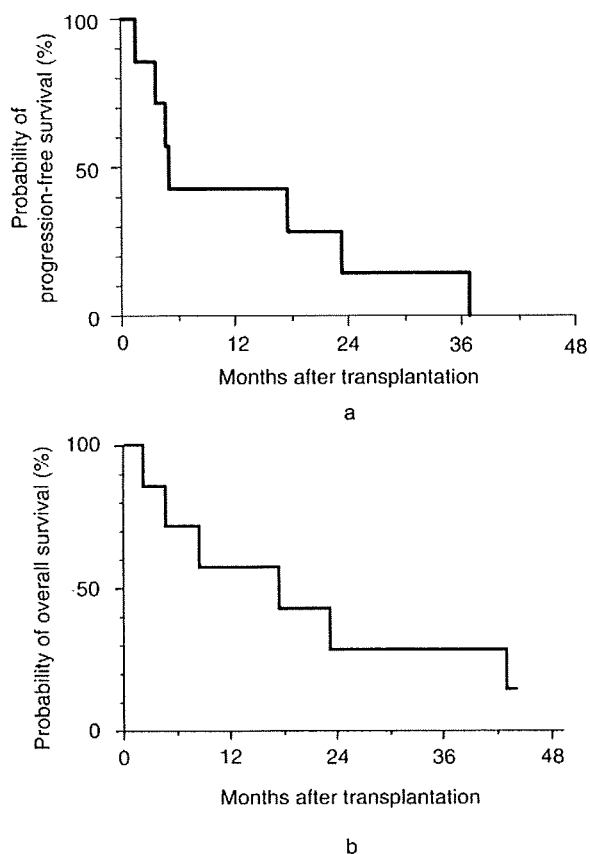 100
50
0
Probability of
progression-free survival (%)
0 12 24 36 48
Months after transplantation
a
100
50
0
Probability of overall survival (%)
0 12 24 36 48
Months after transplantation
b